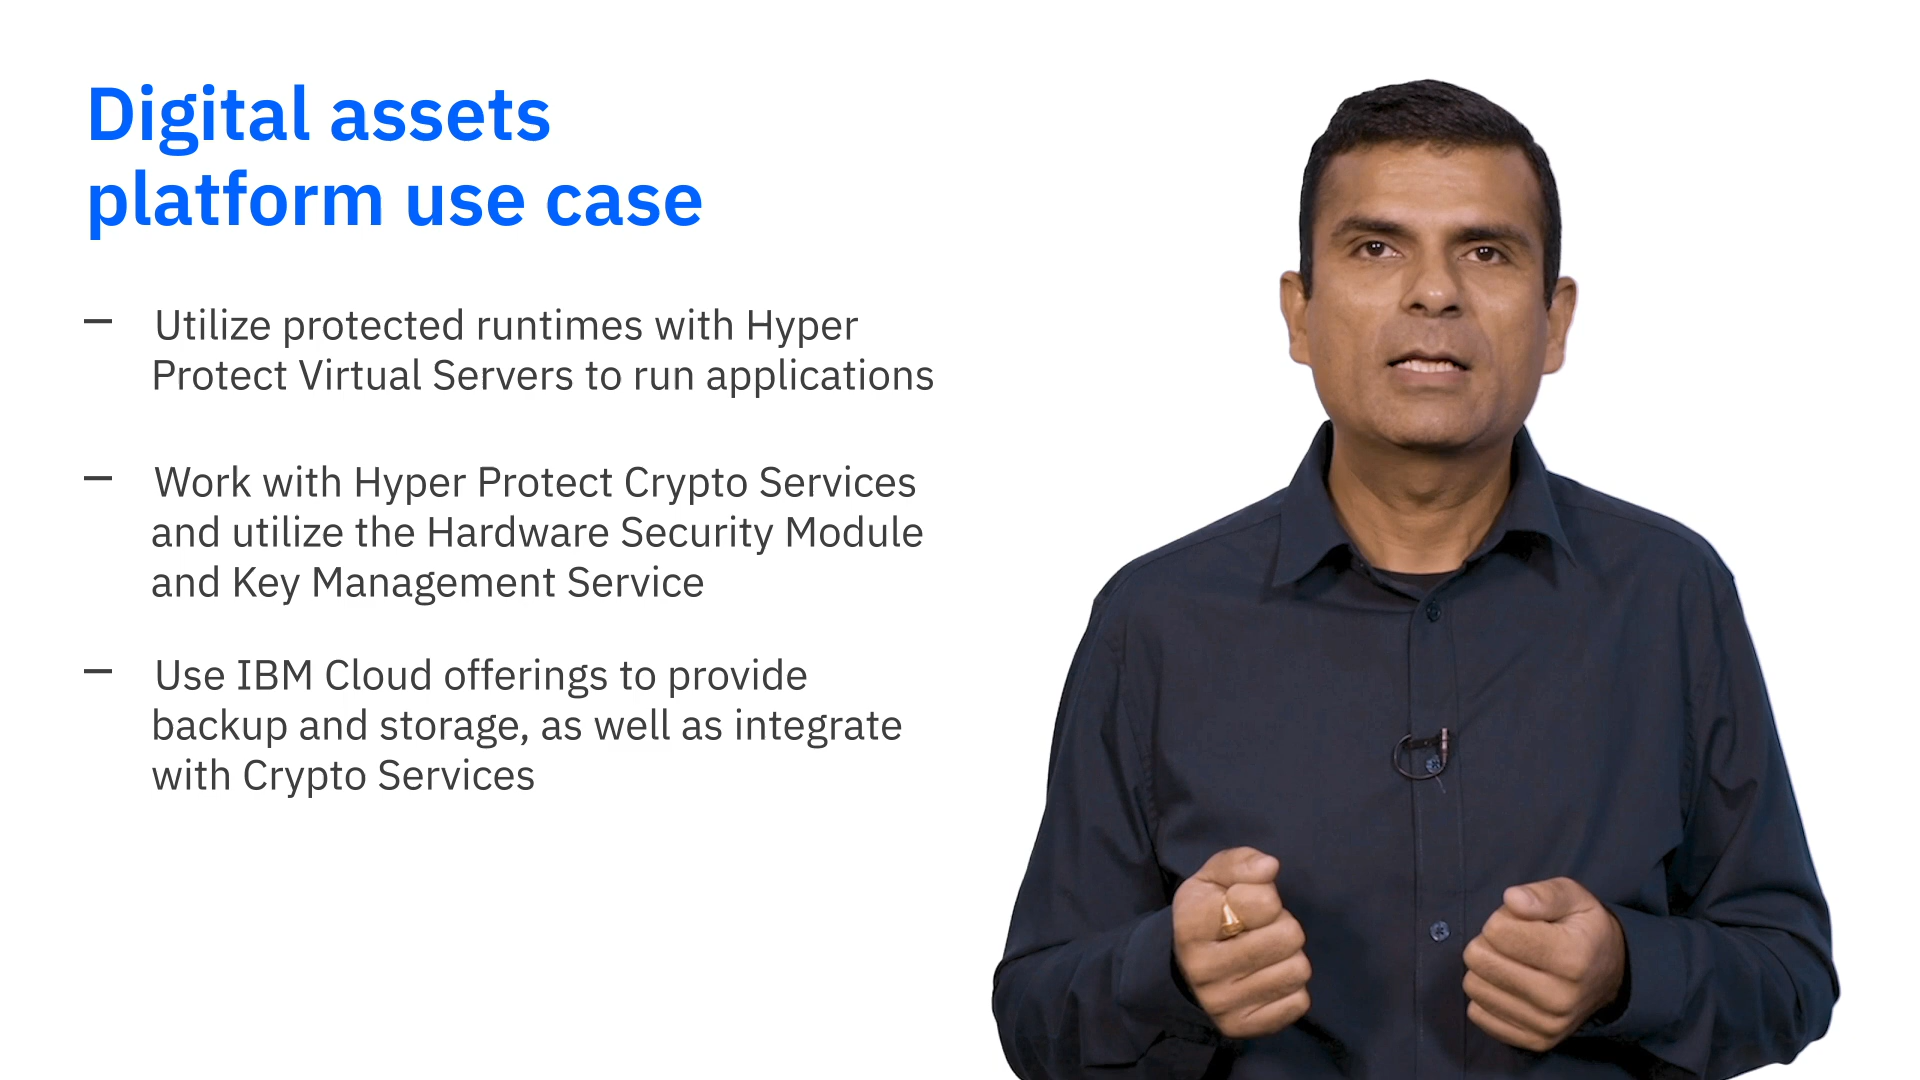 Digital assets
platform use case
— Utilize protected runtimes with Hyper
Protect Virtual Servers to run applications
— Work with Hyper Protect Crypto Services
and utilize the Hardware Security Module
and Key Management Service
— Use IBM Cloud offerings to provide
backup and storage, as well as integrate
with Crypto Services